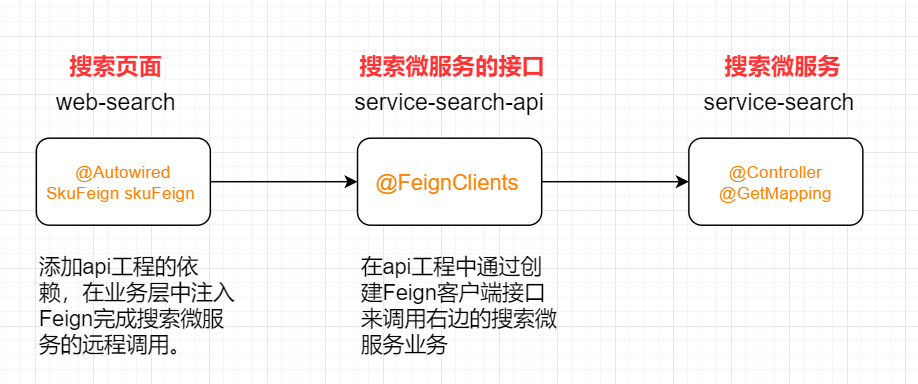 搜索页面
web-search
@Autowired
SkuFeign skuFeign
添加api工程的依
赖，在业务层中注入
Feign完成搜索微服
务的远程调用。
搜索微服务的接口
service-search-api
@FeignClients
在api工程中通过创
建Feign客户端接口
来调用右边的搜索微
服务业务
搜索微服务
service-search
@Controller
@GetMapping